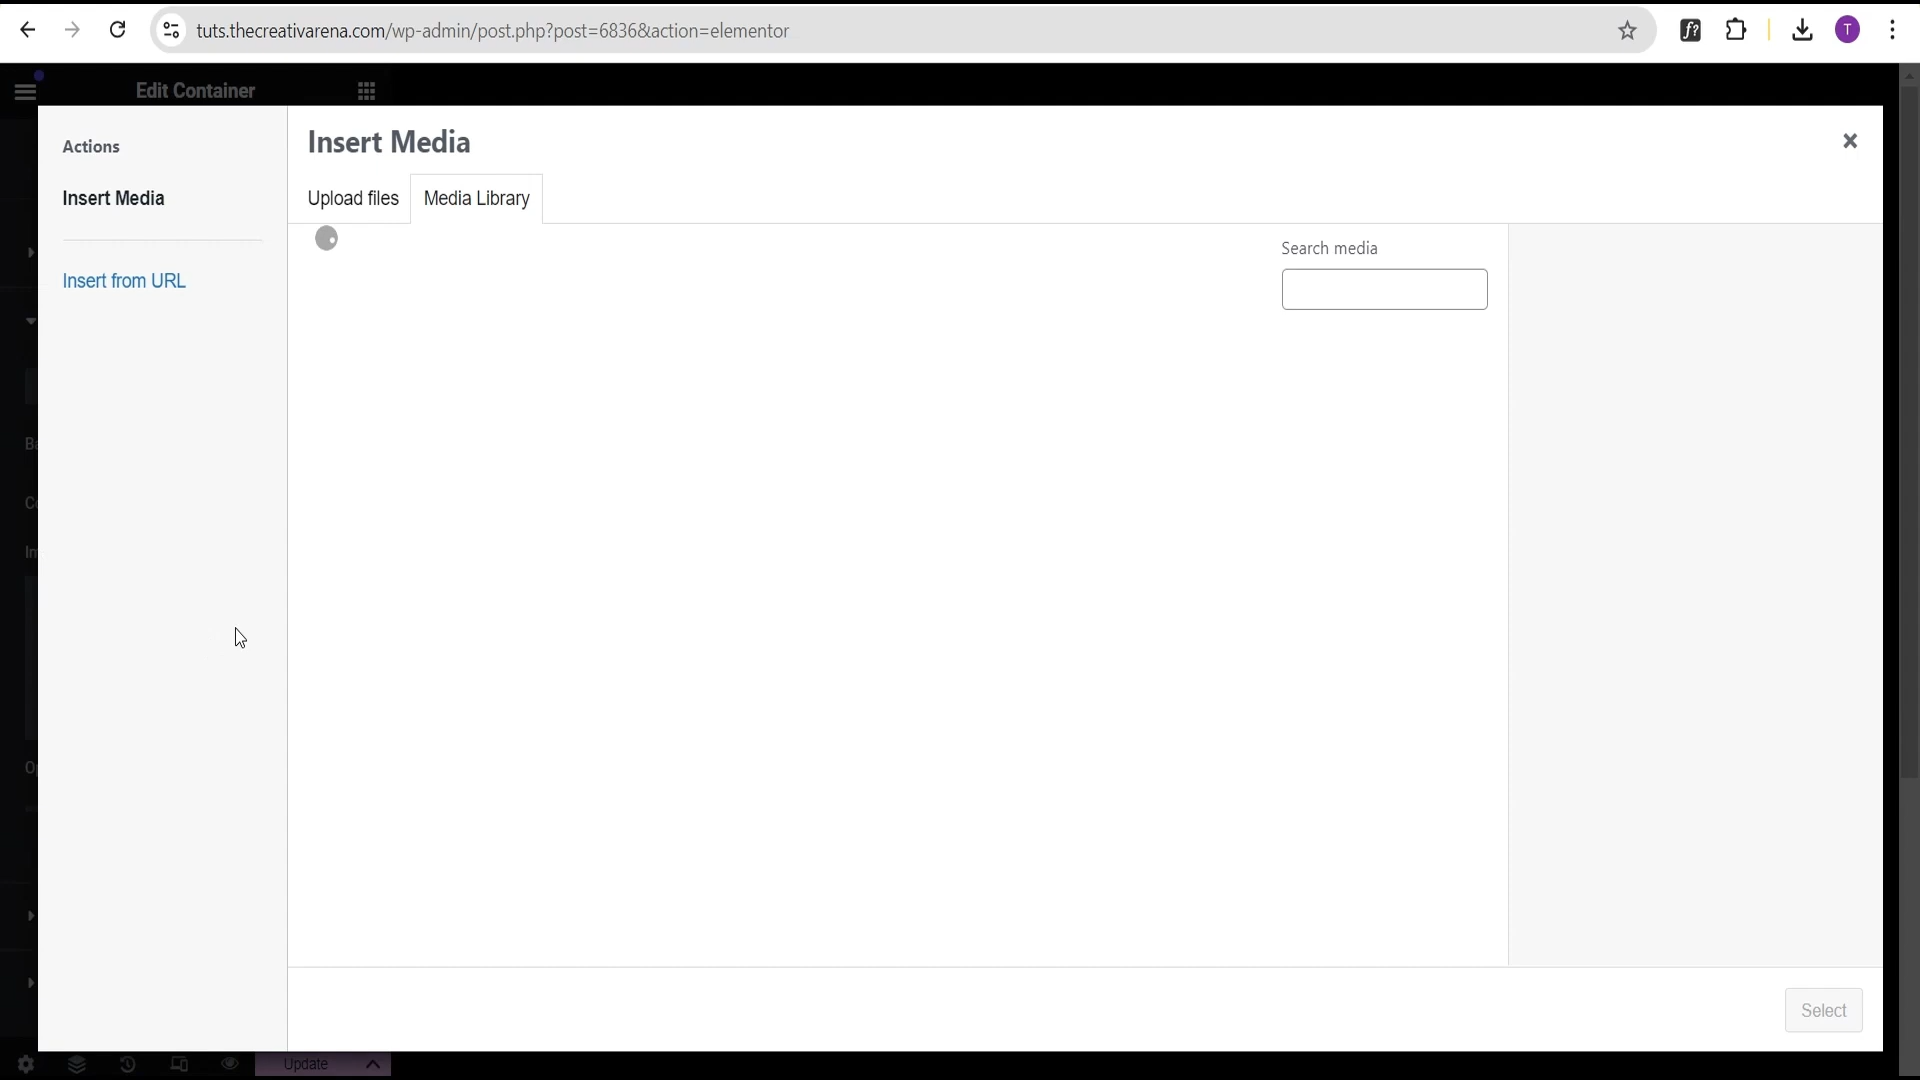 tuts.thecreativarena.com/wp-admin/post.php?post=6836&action=elementor
f?
T
Edit Container
Actions
Insert Media
×
Insert Media
Upload files
Media Library
Search media
Insert from URL
Select
Update